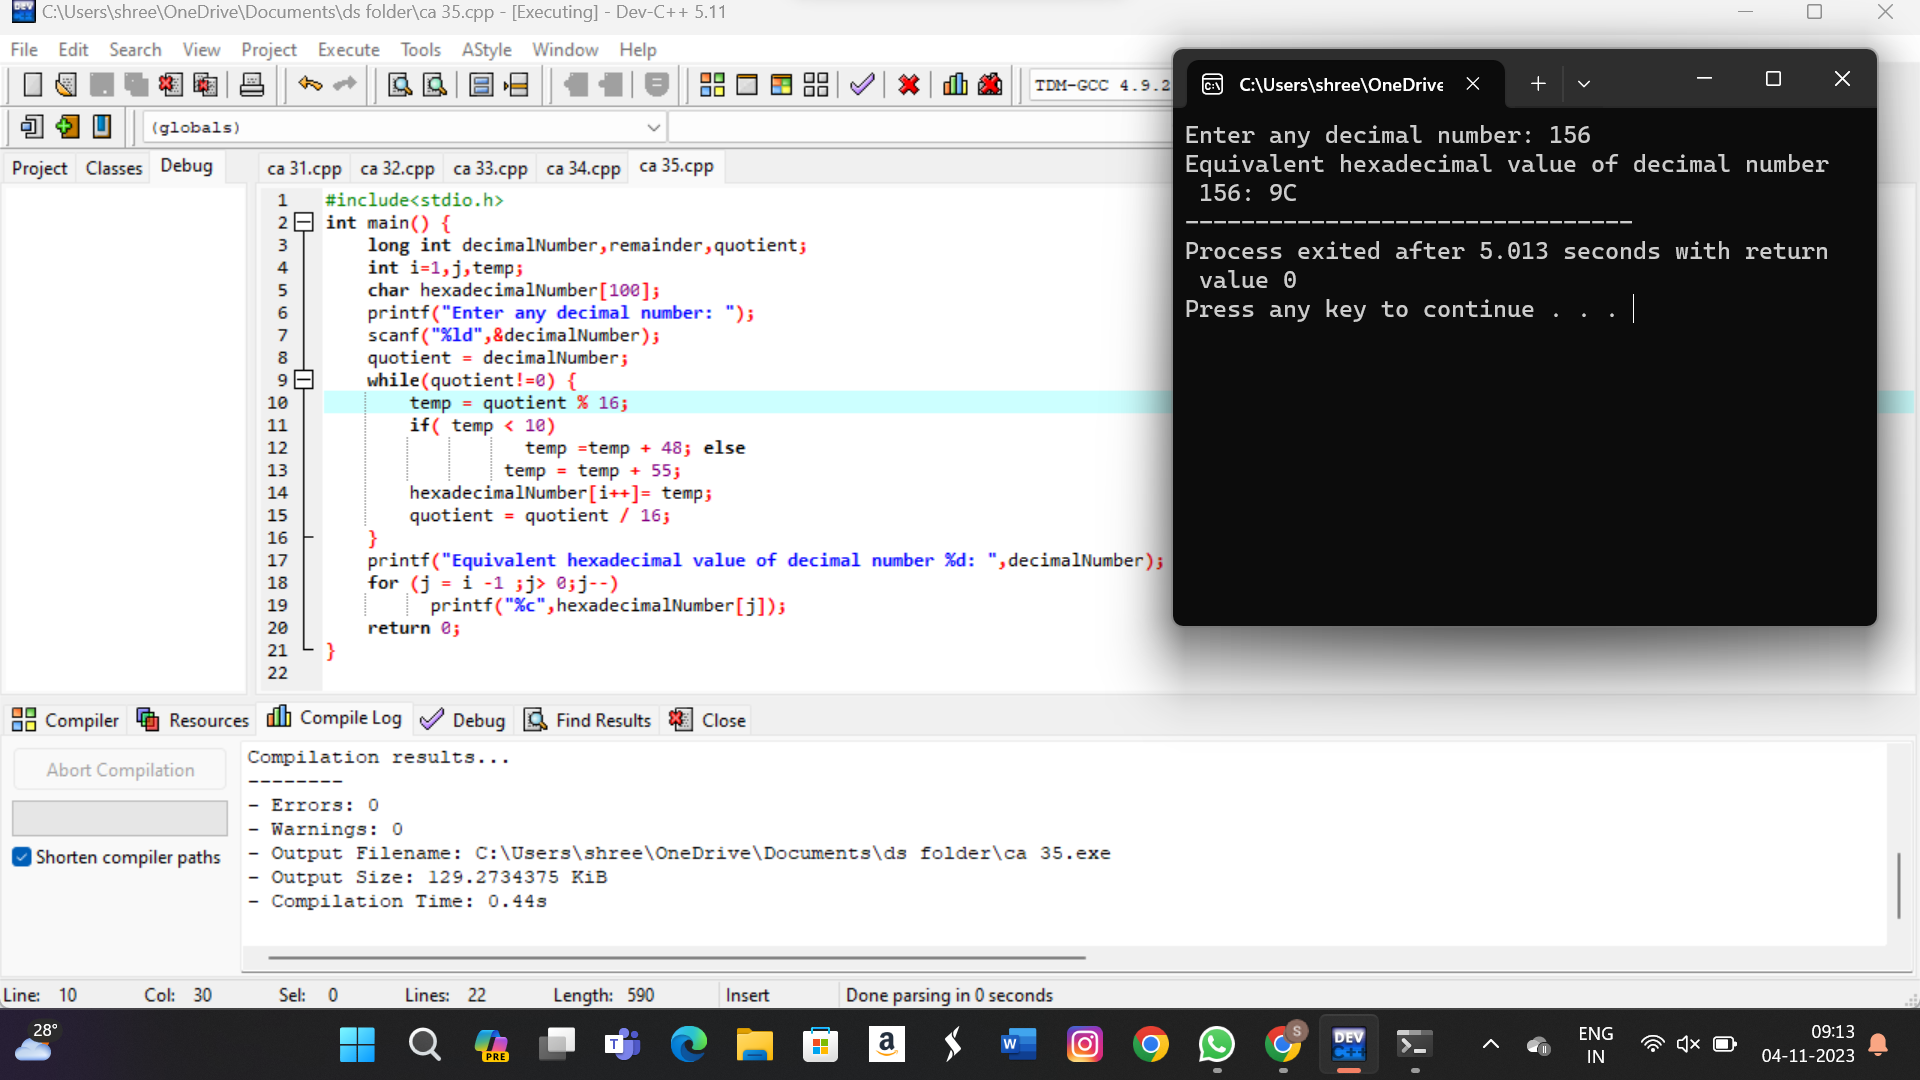 C:\Users\shree\OneDrive\Documents\ds folder\ca 35.cpp - [Executing] - Dev-C++ 5.11
File Edit Search View Project Execute Tools AStyle Window Help
TDM-GCC 4.9.2
(globals)
Project Classes Debug
ca 31.cpp ca 32.cpp ca 33.cpp ca 34.cpp ca 35.cpp
1 #include<stdio.h>
2 int main() {
3 long int decimalNumber,remainder,quotient;
4 int i=1,j,temp;
5 char hexadecimalNumber[100];
6 printf("Enter any decimal number: ");
7 scanf("%ld",&decimalNumber);
8 quotient = decimalNumber;
9 while(quotient!=0) {
10 temp = quotient % 16;
11 if( temp < 10)
12 temp =temp + 48; else
13 temp = temp + 55;
14 hexadecimalNumber[i++]= temp;
15 quotient = quotient / 16;
16 }
17 printf("Equivalent hexadecimal value of decimal number %d: ",decimalNumber);
18 for (j = i -1 ;j> 0;j--)
19 printf("%c",hexadecimalNumber[j]);
20 return 0;
21 }
22
C:\Users\shree\OneDrive
Enter any decimal number: 156
Equivalent hexadecimal value of decimal number
156: 9C
--------------------------------
Process exited after 5.013 seconds with return
value 0
Press any key to continue . . .
Compiler Resources Compile Log Debug Find Results Close
Abort Compilation
Shorten compiler paths
Compilation results...
--------
- Errors: 0
- Warnings: 0
- Output Filename: C:\Users\shree\OneDrive\Documents\ds folder\ca 35.exe
- Output Size: 129.2734375 KiB
- Compilation Time: 0.44s
Line: 10 Col: 30 Sel: 0 Lines: 22 Length: 590 Insert Done parsing in 0 seconds
28°
PRE
T
a
W
S
DEV
C++
ENG
IN
09:13
04-11-2023